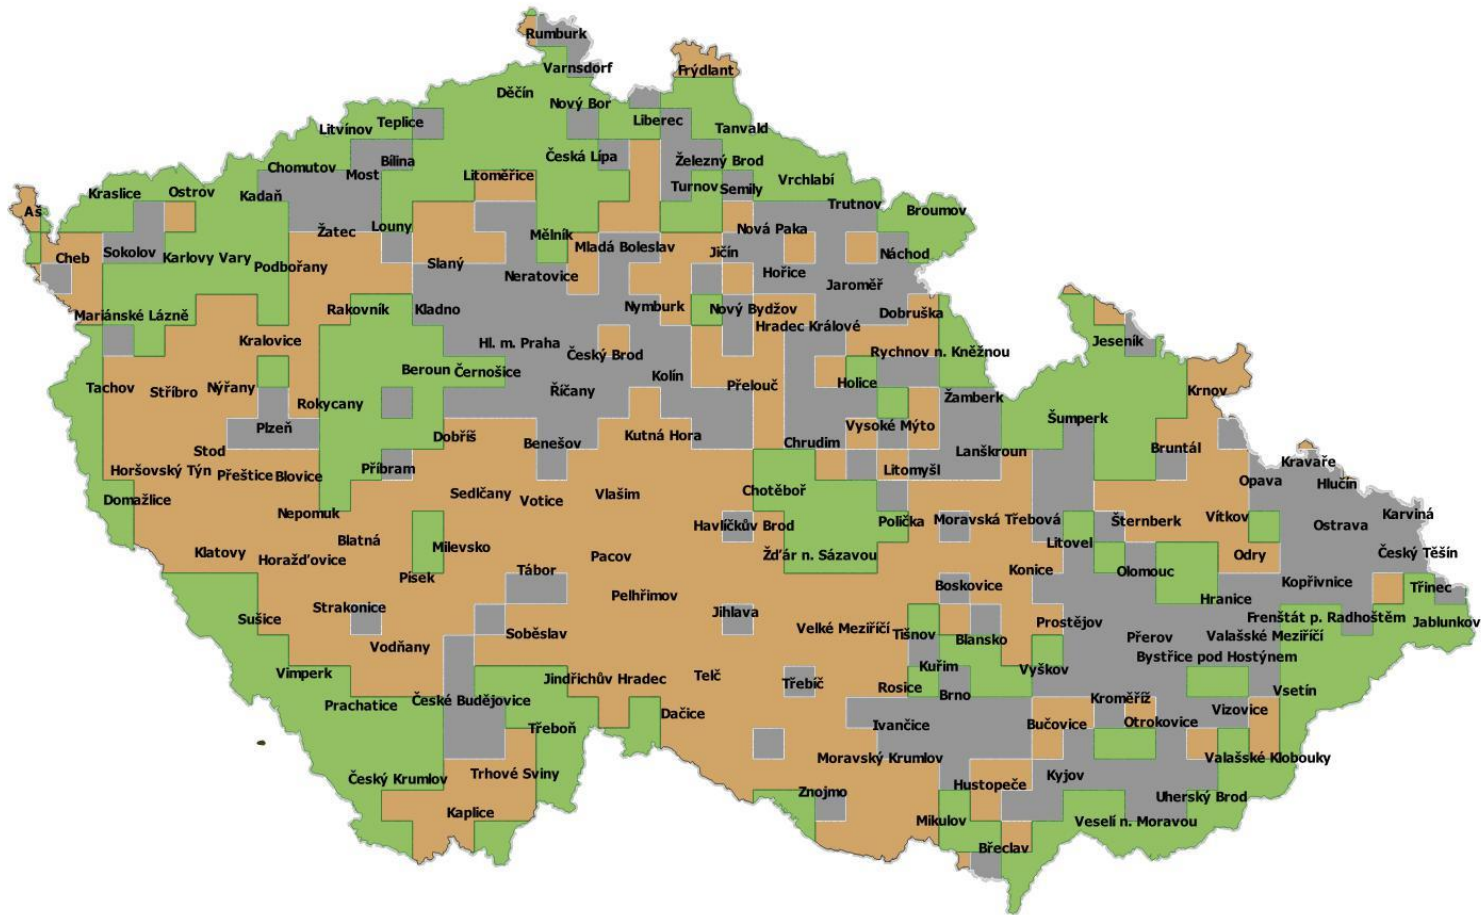 Rumburk
Varnsdorf
Frýdlant
Děčín
Nový Bor
Liberec
Teplice
Litvínov
Tanvald
Česká Lípa
Železný Brod
Bílina
Chomutov
Most
Litoměřice
Vrchlabí
Turnov
Semily
Kraslice
Ostrov
Kadaň
Trutnov
Broumov
Aš
Louny
Žatec
Nová Paka
Mělník
Mladá Boleslav
Jičín
Náchod
Sokolov
Karlovy Vary
Cheb
Podbořany
Slaný
Neratovice
Hořice
Jaroměř
Nymburk
Rakovník
Kladno
Nový Bydžov
Dobruška
Mariánské Lázně
Hradec Králové
Kralovice
Hl. m. Praha
Český Brod
Jeseník
Rychnov n. Kněžnou
Beroun
Černošice
Kolín
Holice
Přelouč
Tachov
Stříbro
Nýřany
Říčany
Krnov
Žamberk
Rokycany
Šumperk
Plzeň
Vysoké Mýto
Dobříš
Benešov
Kutná Hora
Chrudim
Stod
Lanškroun
Bruntál
Kravaře
Horšovský Týn
Příbram
Litomyšl
Přeštice
Blovice
Opava
Hlučín
Chotěboř
Sedlčany
Vlašim
Domažlice
Votice
Nepomuk
Karviná
Vítkov
Havlíčkův Brod
Polička
Moravská Třebová
Šternberk
Ostrava
Blatná
Litovel
Milevsko
Klatovy
Horažďovice
Pacov
Žďár n. Sázavou
Odry
Český Těšín
Tábor
Konice
Olomouc
Písek
Boskovice
Kopřivnice
Třinec
Pelhřimov
Hranice
Strakonice
Jihlava
Sušice
Frenštát p. Radhoštěm
Prostějov
Jablunkov
Velké Meziříčí
Soběslav
Tišnov
Blansko
Přerov
Valašské Meziříčí
Vodňany
Bystřice pod Hostýnem
Kuřim
Vyškov
Vimperk
Telč
Jindřichův Hradec
Třebíč
Rosice
Brno
Vsetín
České Budějovice
Kroměříž
Prachatice
Vizovice
Dačice
Ivančice
Bučovice
Otrokovice
Třeboň
Moravský Krumlov
Valašské Klobouky
Trhové Sviny
Kyjov
Český Krumlov
Hustopeče
Znojmo
Uherský Brod
Kaplice
Mikulov
Veselí n. Moravou
Břeclav